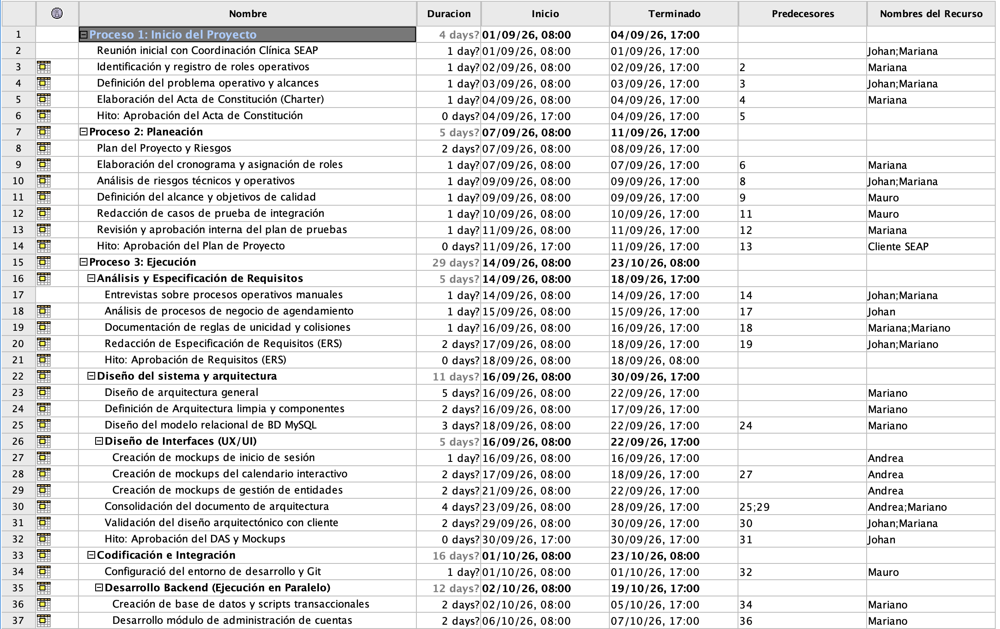 Nombre Duracion Inicio Terminado Predecesores Nombres del Recurso
1 Proceso 1: Inicio del Proyecto 4 days? 01/09/26, 08:00 04/09/26, 17:00
2 Reunión inicial con Coordinación Clínica SEAP 1 day? 01/09/26, 08:00 01/09/26, 17:00 Johan;Mariana
3 Identificación y registro de roles operativos 1 day? 02/09/26, 08:00 02/09/26, 17:00 2 Mariana
4 Definición del problema operativo y alcances 1 day? 03/09/26, 08:00 03/09/26, 17:00 3 Johan;Mariana
5 Elaboración del Acta de Constitución (Charter) 1 day? 04/09/26, 08:00 04/09/26, 17:00 4 Mariana
6 Hito: Aprobación del Acta de Constitución 0 days? 04/09/26, 17:00 04/09/26, 17:00 5
7 Proceso 2: Planeación 5 days? 07/09/26, 08:00 11/09/26, 17:00
8 Plan del Proyecto y Riesgos 2 days? 07/09/26, 08:00 08/09/26, 17:00
9 Elaboración del cronograma y asignación de roles 1 day? 07/09/26, 08:00 07/09/26, 17:00 6 Mariana
10 Análisis de riesgos técnicos y operativos 1 day? 09/09/26, 08:00 09/09/26, 17:00 8 Johan;Mariana
11 Definición del alcance y objetivos de calidad 1 day? 09/09/26, 08:00 09/09/26, 17:00 9 Mauro
12 Redacción de casos de prueba de integración 1 day? 10/09/26, 08:00 10/09/26, 17:00 11 Mauro
13 Revisión y aprobación interna del plan de pruebas 1 day? 11/09/26, 08:00 11/09/26, 17:00 12 Mariana
14 Hito: Aprobación del Plan de Proyecto 0 days? 11/09/26, 17:00 11/09/26, 17:00 13 Cliente SEAP
15 Proceso 3: Ejecución 29 days? 14/09/26, 08:00 23/10/26, 08:00
16 Análisis y Especificación de Requisitos 5 days? 14/09/26, 08:00 18/09/26, 17:00
17 Entrevistas sobre procesos operativos manuales 1 day? 14/09/26, 08:00 14/09/26, 17:00 14 Johan;Mariana
18 Análisis de procesos de negocio de agendamiento 1 day? 15/09/26, 08:00 15/09/26, 17:00 17 Johan
19 Documentación de reglas de unicidad y colisiones 1 day? 16/09/26, 08:00 16/09/26, 17:00 18 Mariana;Mariano
20 Redacción de Especificación de Requisitos (ERS) 2 days? 17/09/26, 08:00 18/09/26, 17:00 19 Johan;Mariano
21 Hito: Aprobación de Requisitos (ERS) 0 days? 18/09/26, 08:00 18/09/26, 08:00
22 Diseño del sistema y arquitectura 11 days? 16/09/26, 08:00 30/09/26, 17:00
23 Diseño de arquitectura general 5 days? 16/09/26, 08:00 22/09/26, 17:00 Mariano
24 Definición de Arquitectura limpia y componentes 2 days? 16/09/26, 08:00 17/09/26, 17:00 Mariano
25 Diseño del modelo relacional de BD MySQL 3 days? 18/09/26, 08:00 22/09/26, 17:00 24 Mariano
26 Diseño de Interfaces (UX/UI) 5 days? 16/09/26, 08:00 22/09/26, 17:00
27 Creación de mockups de inicio de sesión 1 day? 16/09/26, 08:00 16/09/26, 17:00 Andrea
28 Creación de mockups del calendario interactivo 2 days? 17/09/26, 08:00 18/09/26, 17:00 27 Andrea
29 Creación de mockups de gestión de entidades 2 days? 21/09/26, 08:00 22/09/26, 17:00 Andrea
30 Consolidación del documento de arquitectura 4 days? 23/09/26, 08:00 28/09/26, 17:00 25;29 Andrea;Mariano
31 Validación del diseño arquitectónico con cliente 2 days? 29/09/26, 08:00 30/09/26, 17:00 30 Johan;Mariana
32 Hito: Aprobación del DAS y Mockups 0 days? 30/09/26, 17:00 30/09/26, 17:00 31 Johan
33 Codificación e Integración 16 days? 01/10/26, 08:00 23/10/26, 08:00
34 Configuració del entorno de desarrollo y Git 1 day? 01/10/26, 08:00 01/10/26, 17:00 32 Mauro
35 Desarrollo Backend (Ejecución en Paralelo) 12 days? 02/10/26, 08:00 19/10/26, 17:00
36 Creación de base de datos y scripts transaccionales 2 days? 02/10/26, 08:00 05/10/26, 17:00 34 Mariano
37 Desarrollo módulo de administración de cuentas 2 days? 06/10/26, 08:00 07/10/26, 17:00 36 Mariano